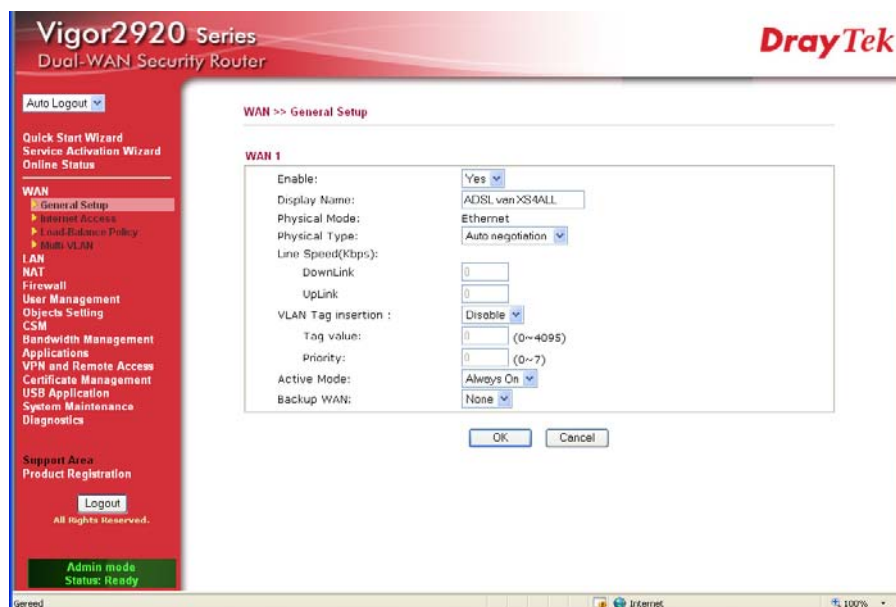 Vigor2920 Series
Dual-WAN Security Router
DrayTek
Auto Logout
Quick Start Wizard
Service Activation Wizard
Online Status
WAN
General Setup
Internet Access
Load-Balance Policy
Multi-VLAN
LAN
NAT
Firewall
User Management
Objects Setting
CSM
Bandwidth Management
Applications
VPN and Remote Access
Certificate Management
USB Application
System Maintenance
Diagnostics
Support Area
Product Registration
Logout
All Rights Reserved.
Admin mode
Status: Ready
WAN >> General Setup
WAN 1
Enable: Yes
Display Name: ADSL van XS4ALL
Physical Mode: Ethernet
Physical Type: Auto negotiation
Line Speed(Kbps):
DownLink 0
UpLink 0
VLAN Tag insertion : Disable
Tag value: 0 (0~4095)
Priority: 0 (0~7)
Active Mode: Always On
Backup WAN: None
OK Cancel
Gereed Internet 100%